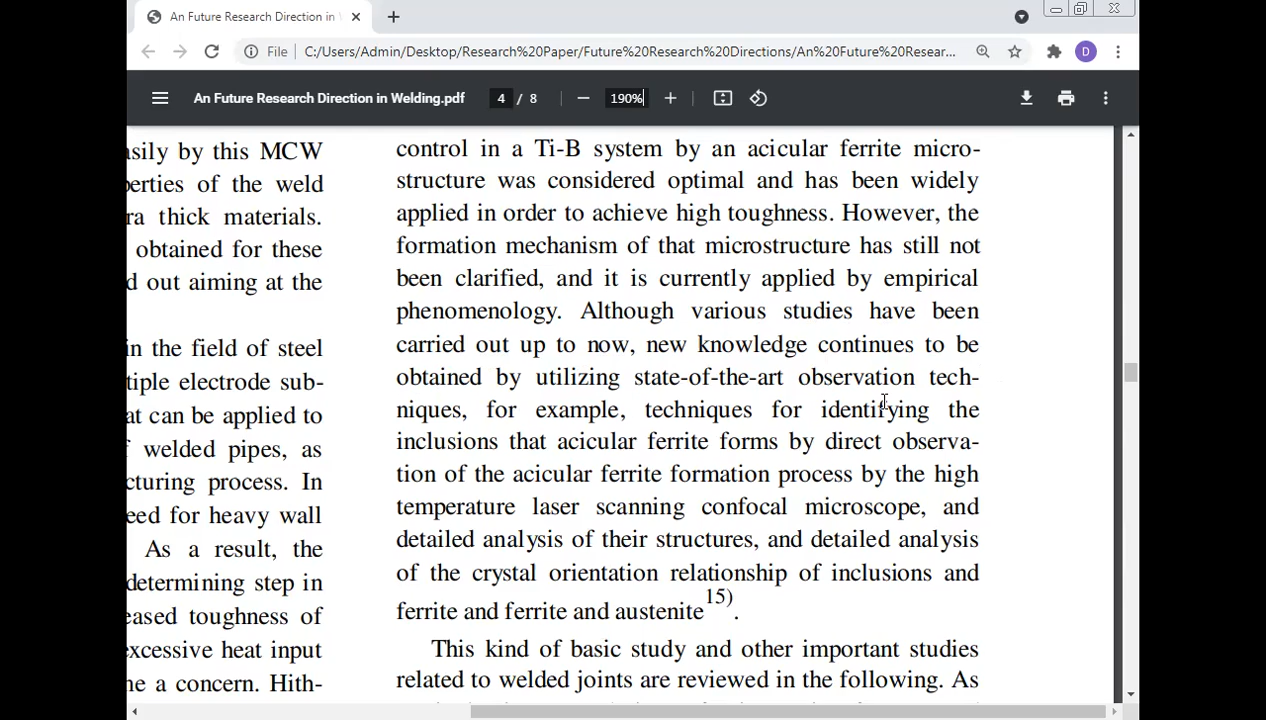 An Future Research Direction in
File C:/Users/Admin/Desktop/Research%20Paper/Future%20Research%20Directions/An%20Future%20Resear...
D
An Future Research Direction in Welding.pdf
4 / 8
190%
asily by this MCW
perties of the weld
ra thick materials.
obtained for these
d out aiming at the
in the field of steel
tiple electrode sub-
at can be applied to
f welded pipes, as
cturing process. In
eed for heavy wall
As a result, the
determining step in
eased toughness of
excessive heat input
ne a concern. Hith-
control in a Ti-B system by an acicular ferrite micro-
structure was considered optimal and has been widely
applied in order to achieve high toughness. However, the
formation mechanism of that microstructure has still not
been clarified, and it is currently applied by empirical
phenomenology. Although various studies have been
carried out up to now, new knowledge continues to be
obtained by utilizing state-of-the-art observation tech-
niques, for example, techniques for identifying the
inclusions that acicular ferrite forms by direct observa-
tion of the acicular ferrite formation process by the high
temperature laser scanning confocal microscope, and
detailed analysis of their structures, and detailed analysis
of the crystal orientation relationship of inclusions and
ferrite and ferrite and austenite15).
This kind of basic study and other important studies
related to welded joints are reviewed in the following. As